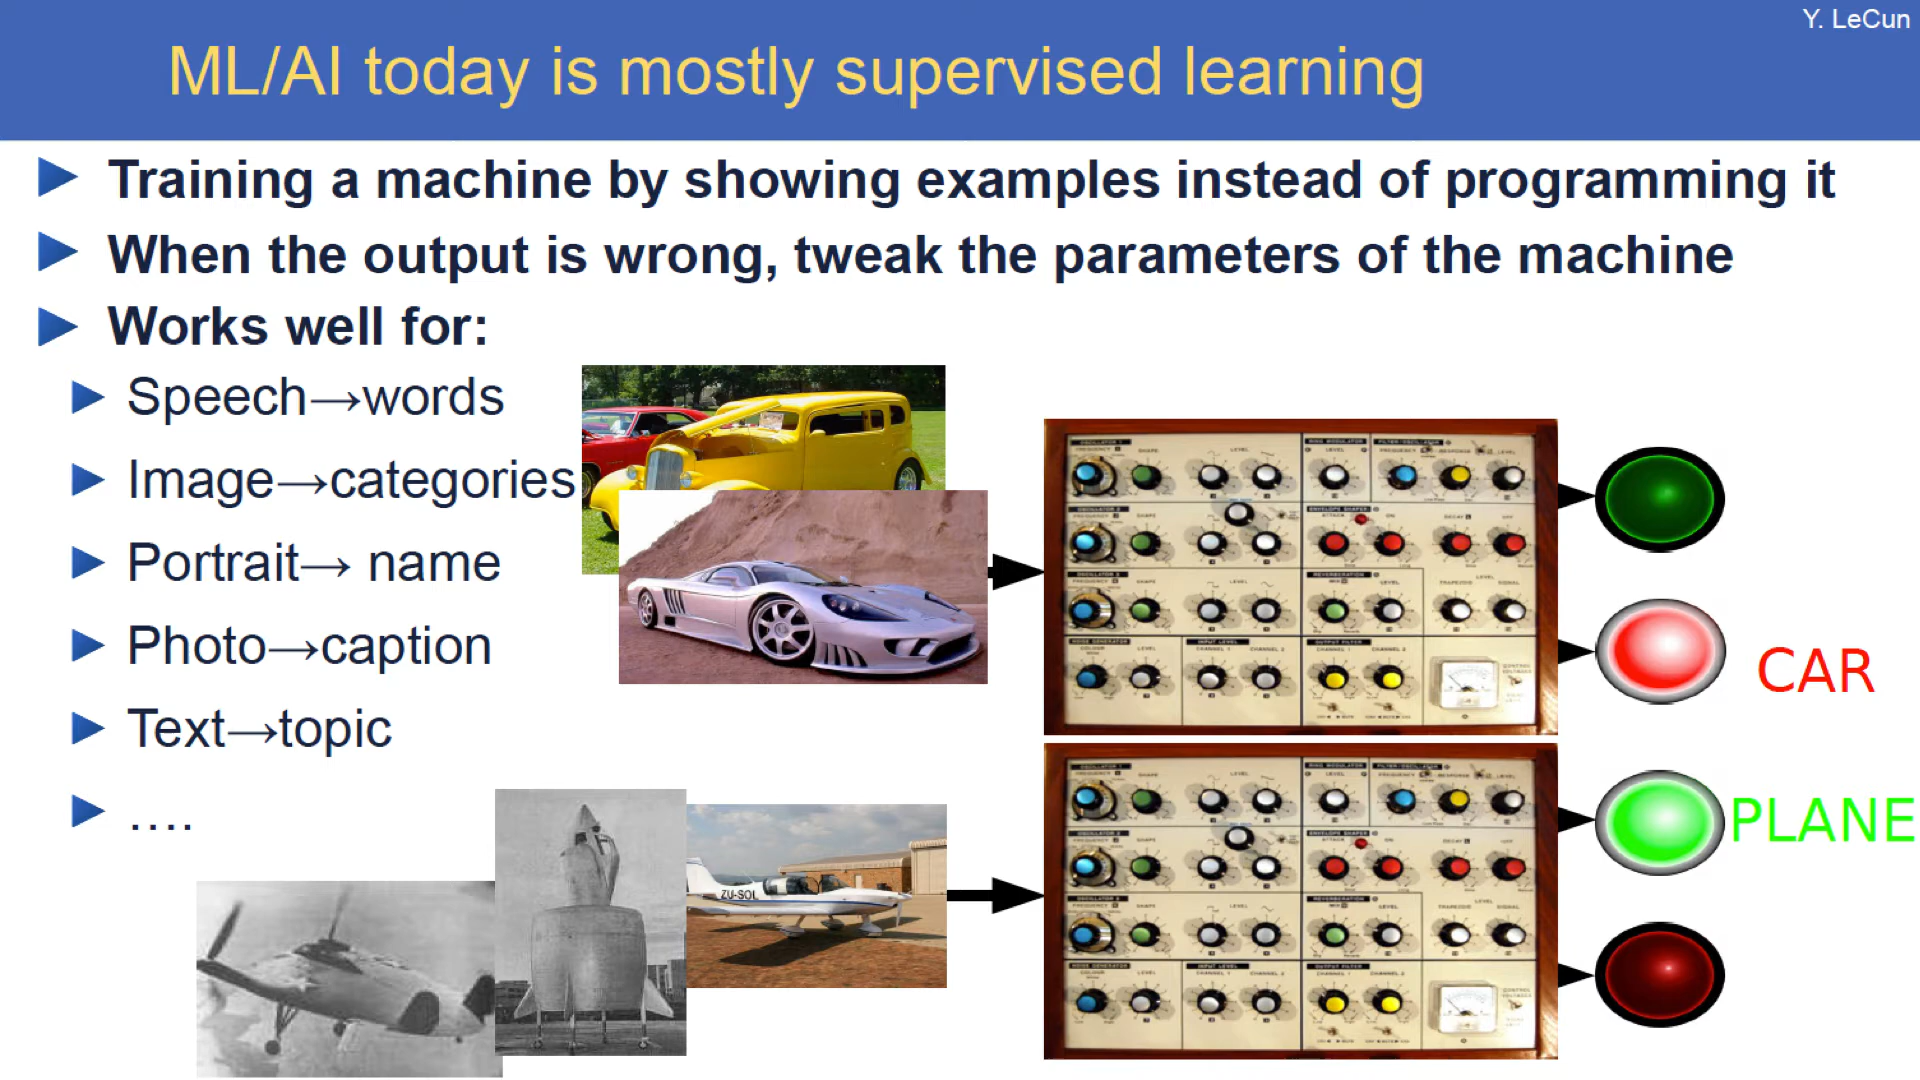 Y. LeCun
ML/AI today is mostly supervised learning
Training a machine by showing examples instead of programming it
When the output is wrong, tweak the parameters of the machine
Works well for:
Speech→words
Image→categories
Portrait→ name
Photo→caption
Text→topic
....
CAR
PLANE
ZU-SOL